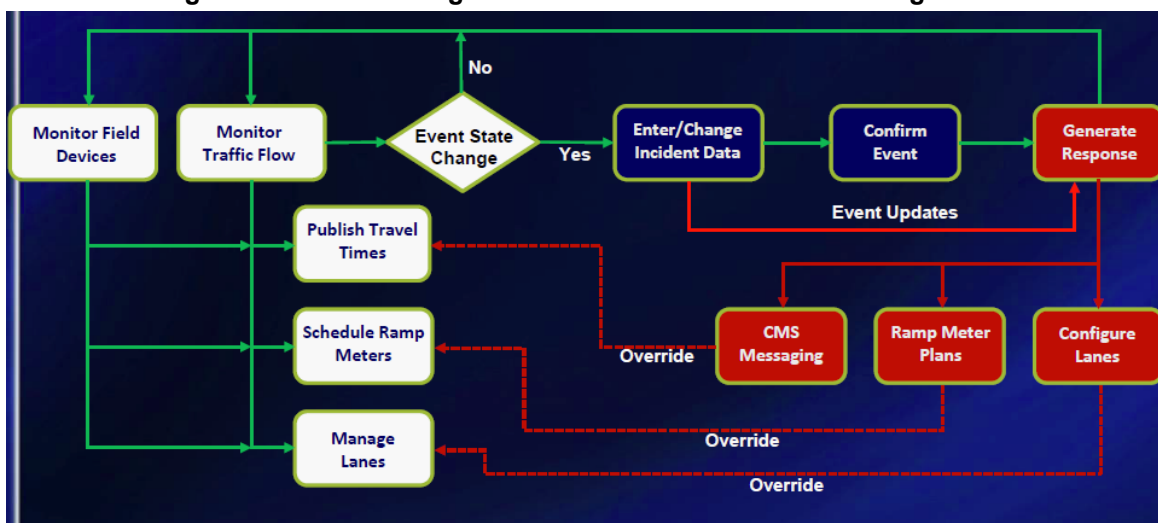 No
Monitor Field
Devices
Monitor
Traffic Flow
Event State
Change
Yes
Enter/Change
Incident Data
Confirm
Event
Generate
Response
Event Updates
Publish Travel
Times
Schedule Ramp
Meters
Manage
Lanes
CMS
Messaging
Ramp Meter
Plans
Configure
Lanes
Override
Override
Override